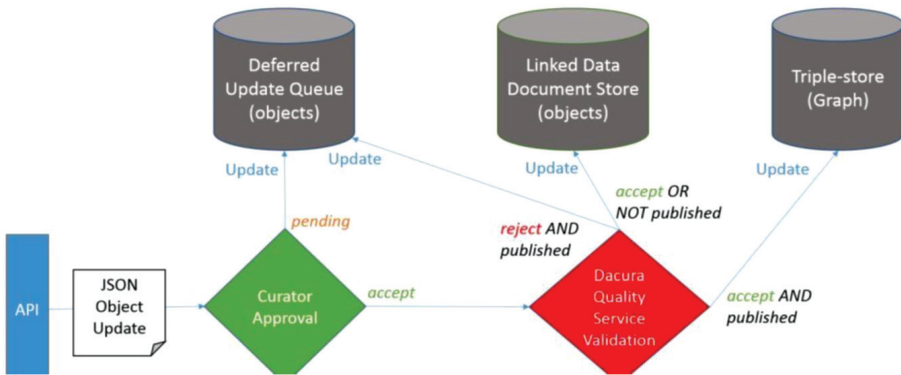 Deferred
Update Queue
(objects)
Linked Data
Document Store
(objects)
Triple-store
(Graph)
Update
Update
Update
Update
pending
accept OR
NOT published
reject AND
published
accept AND
published
API
JSON
Object
Update
Curator
Approval
accept
Dacura
Quality
Service
Validation